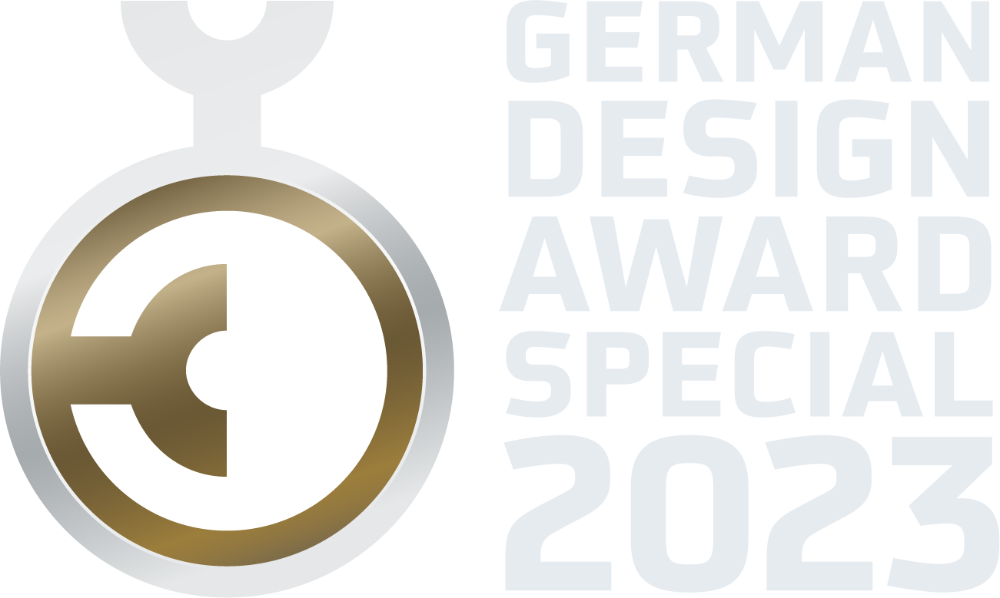 GERMAN
DESIGN
AWARD
SPECIAL
2023